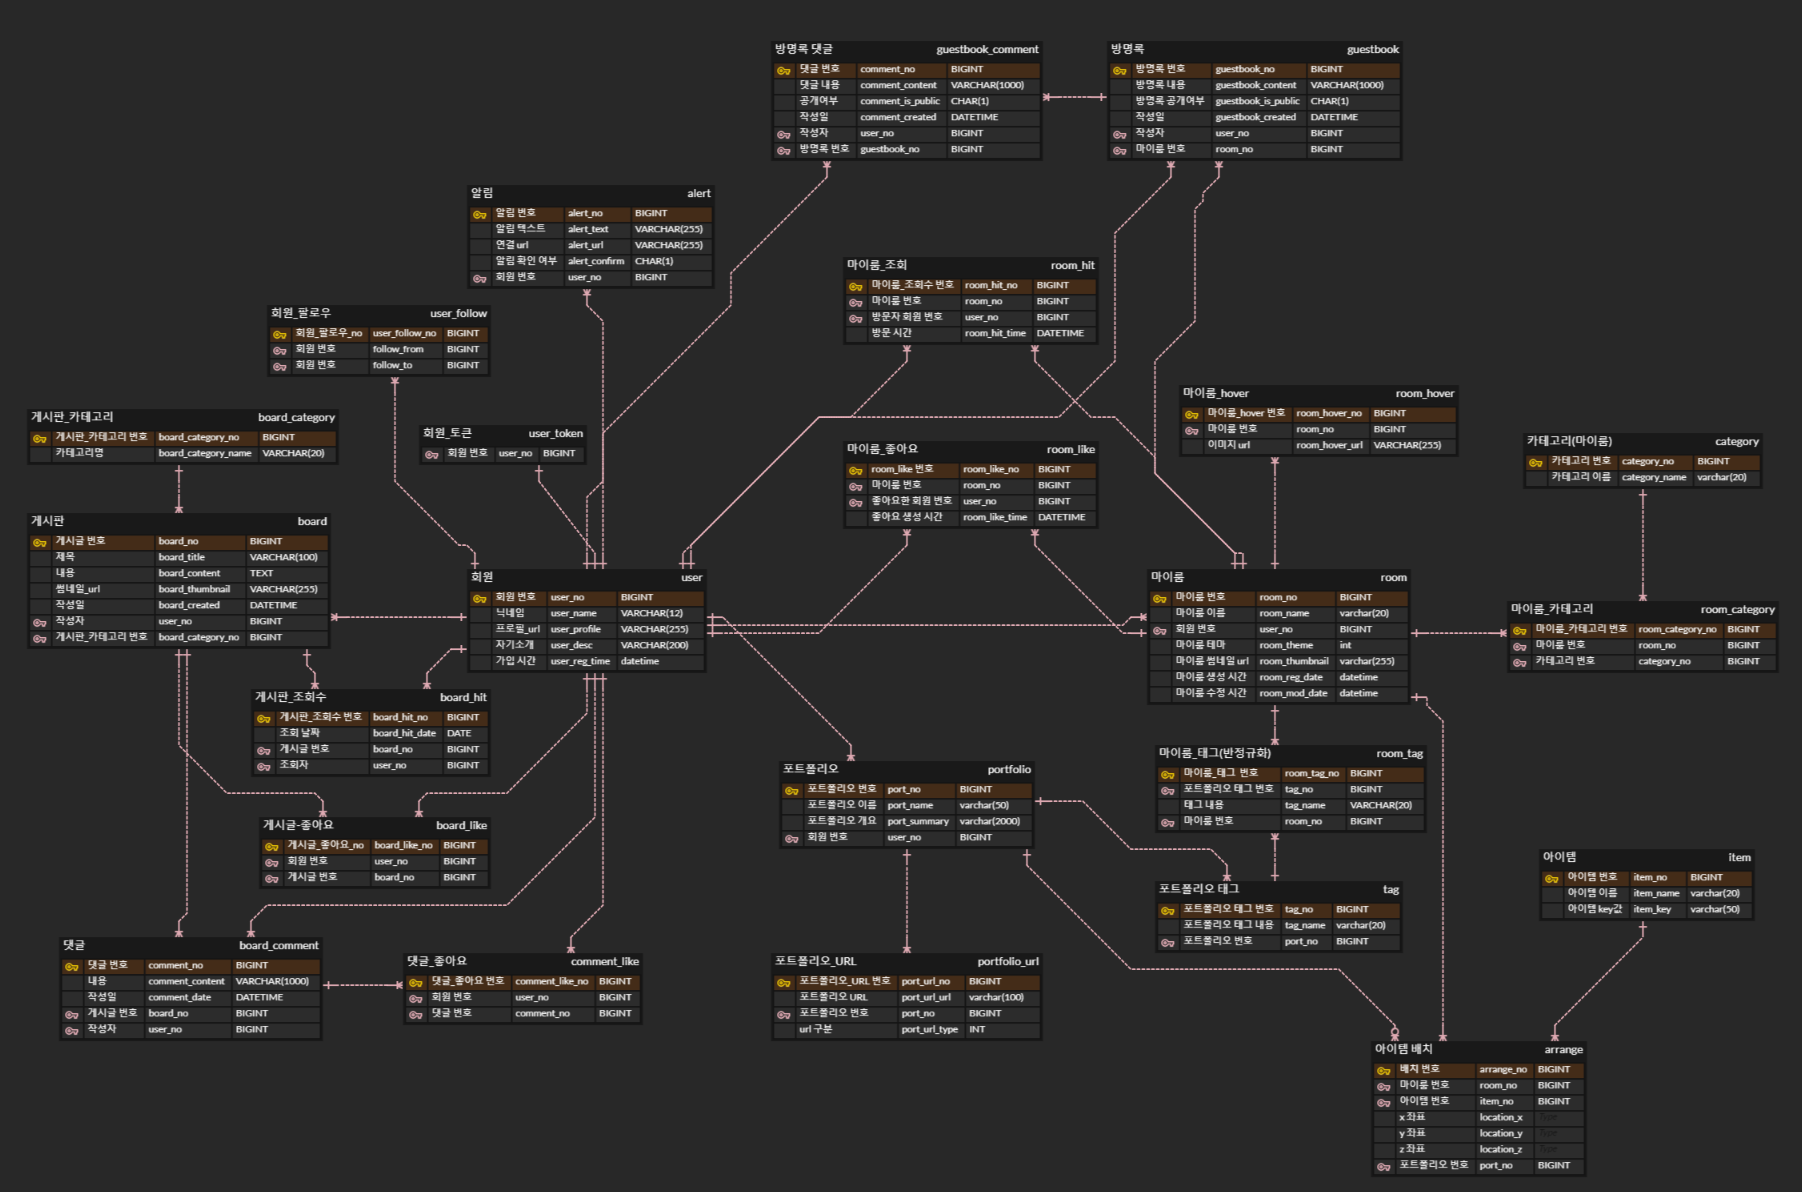 방명록 댓글 guestbook_comment
댓글 번호 comment_no BIGINT
댓글 내용 comment_content VARCHAR(1000)
공개여부 comment_is_public CHAR(1)
작성일 comment_created DATETIME
작성자 user_no BIGINT
방명록 번호 guestbook_no BIGINT
방명록 guestbook
방명록 번호 guestbook_no BIGINT
방명록 내용 guestbook_content VARCHAR(1000)
방명록 공개여부 guestbook_is_public CHAR(1)
작성일 guestbook_created DATETIME
작성자 user_no BIGINT
마이룸 번호 room_no BIGINT
알림 alert
알림 번호 alert_no BIGINT
알림 텍스트 alert_text VARCHAR(255)
연결 url alert_url VARCHAR(255)
알림 확인 여부 alert_confirm CHAR(1)
회원 번호 user_no BIGINT
마이룸_조회 room_hit
마이룸_조회수 번호 room_hit_no BIGINT
마이룸 번호 room_no BIGINT
방문자 회원 번호 user_no BIGINT
방문 시간 room_hit_time DATETIME
회원_팔로우 user_follow
회원_팔로우_no user_follow_no BIGINT
회원 번호 follow_from BIGINT
회원 번호 follow_to BIGINT
마이룸_hover room_hover
마이룸_hover 번호 room_hover_no BIGINT
마이룸 번호 room_no BIGINT
이미지 url room_hover_url VARCHAR(255)
게시판_카테고리 board_category
게시판_카테고리 번호 board_category_no BIGINT
카테고리명 board_category_name VARCHAR(20)
회원_토큰 user_token
회원 번호 user_no BIGINT
마이룸_좋아요 room_like
room_like 번호 room_like_no BIGINT
마이룸 번호 room_no BIGINT
좋아요한 회원 번호 user_no BIGINT
좋아요 생성 시간 room_like_time DATETIME
카테고리(마이룸) category
카테고리 번호 category_no BIGINT
카테고리 이름 category_name varchar(20)
게시판 board
게시글 번호 board_no BIGINT
제목 board_title VARCHAR(100)
내용 board_content TEXT
썸네일_url board_thumbnail VARCHAR(255)
작성일 board_created DATETIME
작성자 user_no BIGINT
게시판_카테고리 번호 board_category_no BIGINT
회원 user
회원 번호 user_no BIGINT
닉네임 user_name VARCHAR(12)
프로필_url user_profile VARCHAR(255)
자기소개 user_desc VARCHAR(200)
가입 시간 user_reg_time datetime
마이룸 room
마이룸 번호 room_no BIGINT
마이룸 이름 room_name varchar(20)
회원 번호 user_no BIGINT
마이룸 테마 room_theme int
마이룸 썸네일 url room_thumbnail varchar(255)
마이룸 생성 시간 room_reg_date datetime
마이룸 수정 시간 room_mod_date datetime
마이룸_카테고리 room_category
마이룸_카테고리 번호 room_category_no BIGINT
마이룸 번호 room_no BIGINT
카테고리 번호 category_no BIGINT
게시판_조회수 board_hit
게시판_조회수 번호 board_hit_no BIGINT
조회 날짜 board_hit_date DATE
게시글 번호 board_no BIGINT
조회자 user_no BIGINT
포트폴리오 portfolio
포트폴리오 번호 port_no BIGINT
포트폴리오 이름 port_name varchar(50)
포트폴리오 개요 port_summary varchar(2000)
회원 번호 user_no BIGINT
마이룸_태그(반정규화) room_tag
마이룸_태그 번호 room_tag_no BIGINT
포트폴리오 태그 번호 tag_no BIGINT
태그 내용 tag_name VARCHAR(20)
마이룸 번호 room_no BIGINT
게시글-좋아요 board_like
게시글_좋아요_no board_like_no BIGINT
회원 번호 user_no BIGINT
게시글 번호 board_no BIGINT
포트폴리오 태그 tag
포트폴리오 태그 번호 tag_no BIGINT
포트폴리오 태그 내용 tag_name varchar(20)
포트폴리오 번호 port_no BIGINT
아이템 item
아이템 번호 item_no BIGINT
아이템 이름 item_name varchar(20)
아이템 key값 item_key varchar(50)
댓글 board_comment
댓글 번호 comment_no BIGINT
내용 comment_content VARCHAR(1000)
작성일 comment_date DATETIME
게시글 번호 board_no BIGINT
작성자 user_no BIGINT
댓글_좋아요 comment_like
댓글_좋아요 번호 comment_like_no BIGINT
회원 번호 user_no BIGINT
댓글 번호 comment_no BIGINT
포트폴리오_URL portfolio_url
포트폴리오_URL 번호 port_url_no BIGINT
포트폴리오 URL port_url_url varchar(100)
포트폴리오 번호 port_no BIGINT
url 구분 port_url_type INT
아이템 배치 arrange
배치 번호 arrange_no BIGINT
마이룸 번호 room_no BIGINT
아이템 번호 item_no BIGINT
x 좌표 location_x
y 좌표 location_y
z 좌표 location_z
포트폴리오 번호 port_no BIGINT